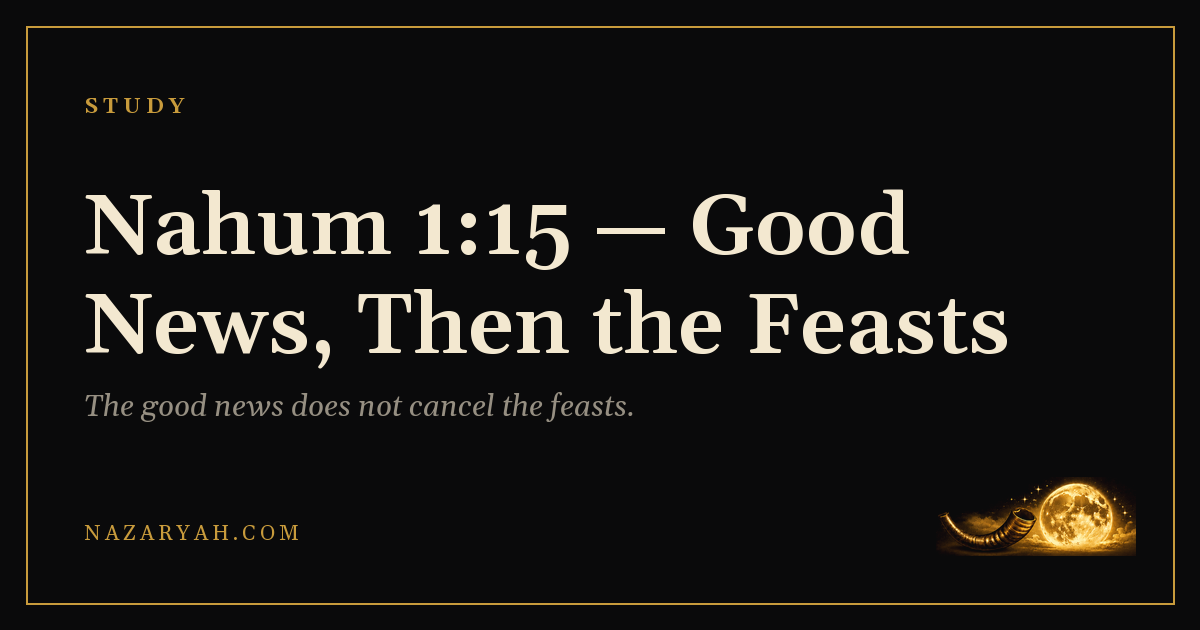 STUDY
Nahum 1:15 — Good
News, Then the Feasts
The good news does not cancel the feasts.
NAZARYAH.COM